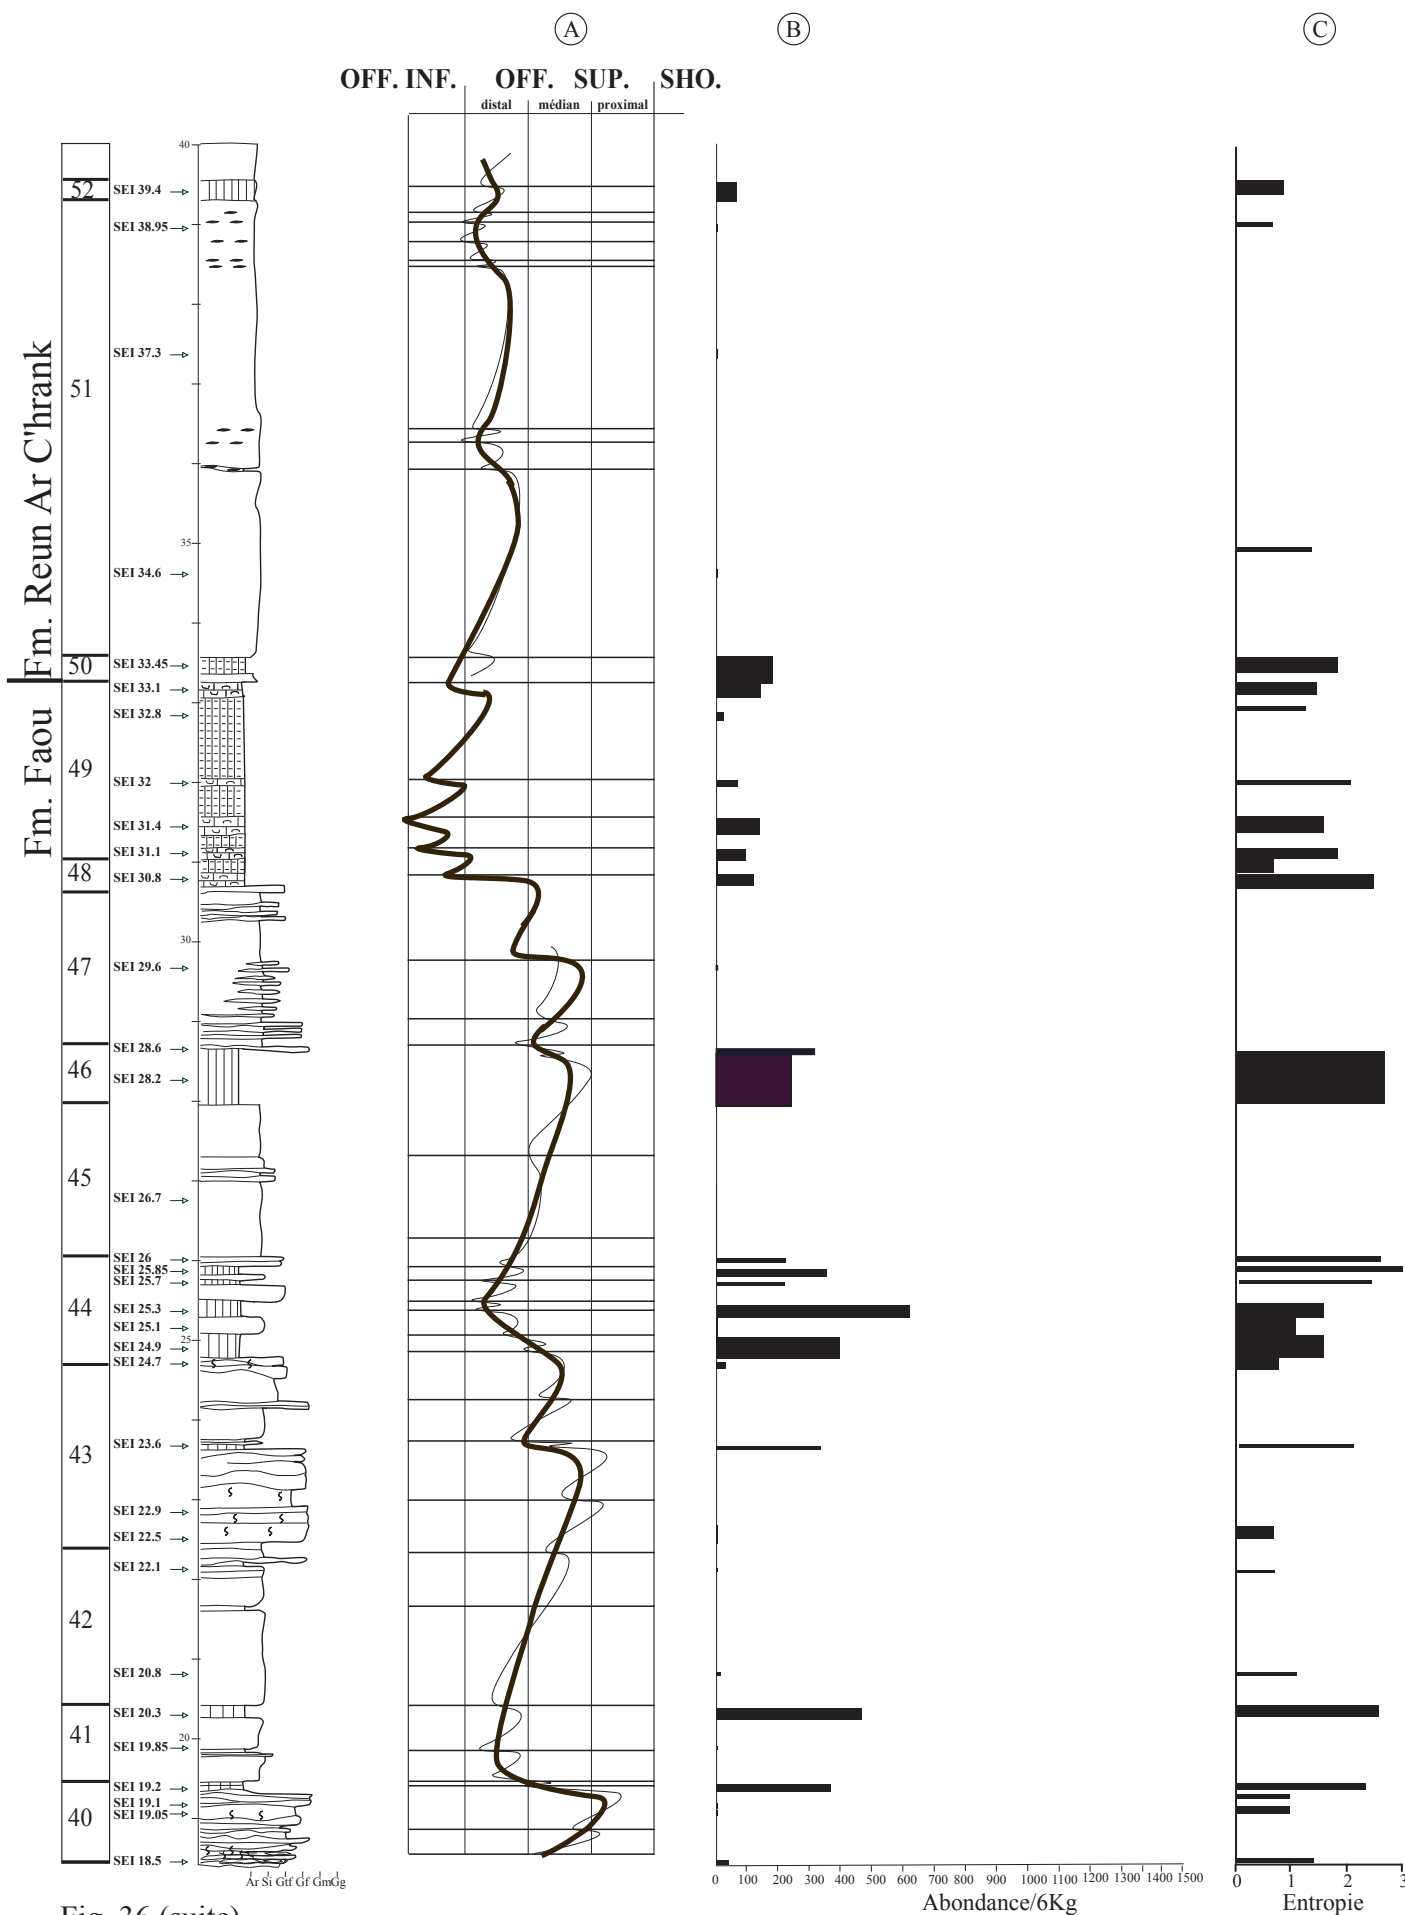 A B C
OFF. INF. OFF. SUP. SHO.
distal médian proximal
40
52 SEI 39.4
SEI 38.95
SEI 37.3
51
Fm. Reun Ar C'hrank
35
SEI 34.6
50 SEI 33.45
SEI 33.1
SEI 32.8
Fm. Faou
49
SEI 32
SEI 31.4
SEI 31.1
48
SEI 30.8
30
47 SEI 29.6
SEI 28.6
46
SEI 28.2
45
SEI 26.7
SEI 26
SEI 25.85
SEI 25.7
44 SEI 25.3
SEI 25.1
25
SEI 24.9
SEI 24.7
43 SEI 23.6
SEI 22.9
SEI 22.5
SEI 22.1
42
SEI 20.8
SEI 20.3
41
20
SEI 19.85
SEI 19.2
SEI 19.1
40 SEI 19.05
SEI 18.5
Ar Si Gtf Gf Gm Gg
0 100 200 300 400 500 600 700 800 900 1000 1100 1200 1300 1400 1500
0 1 2 3
Abondance/6Kg Entropie
Fig. 36 (suite)